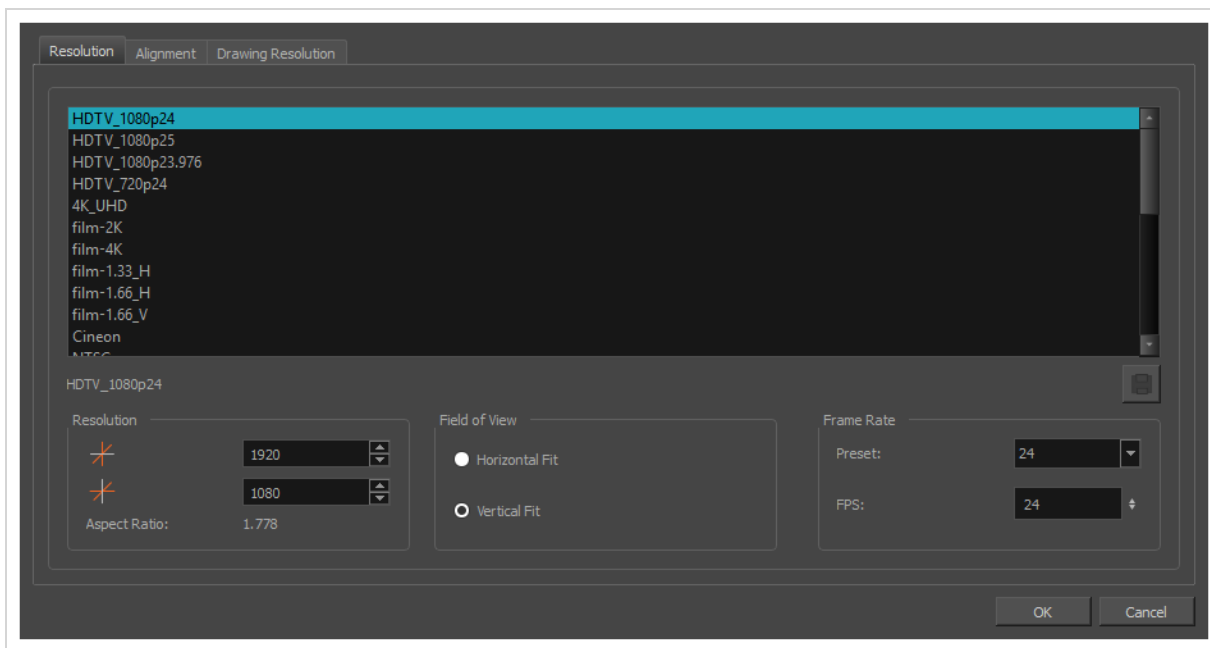 Resolution Alignment Drawing Resolution
HDTV_1080p24
HDTV_1080p25
HDTV_1080p23.976
HDTV_720p24
4K_UHD
film-2K
film-4K
film-1.33_H
film-1.66_H
film-1.66_V
Cineon
HDTV_1080p24
Resolution Field of View Frame Rate
1920 Horizontal Fit Preset: 24
1080 Vertical Fit FPS: 24
Aspect Ratio: 1.778
OK Cancel